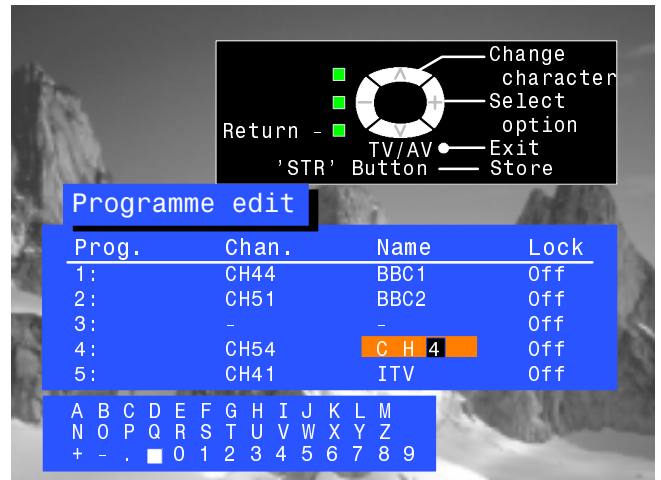 Change
character
Select
option
Return -
TV/AV Exit
'STR' Button Store
Programme edit
Prog. Chan. Name Lock
1: CH44 BBC1 Off
2: CH51 BBC2 Off
3: - - Off
4: CH54 C H 4 Off
5: CH41 ITV Off
A B C D E F G H I J K L M
N O P Q R S T U V W X Y Z
+ - . ■ 0 1 2 3 4 5 6 7 8 9